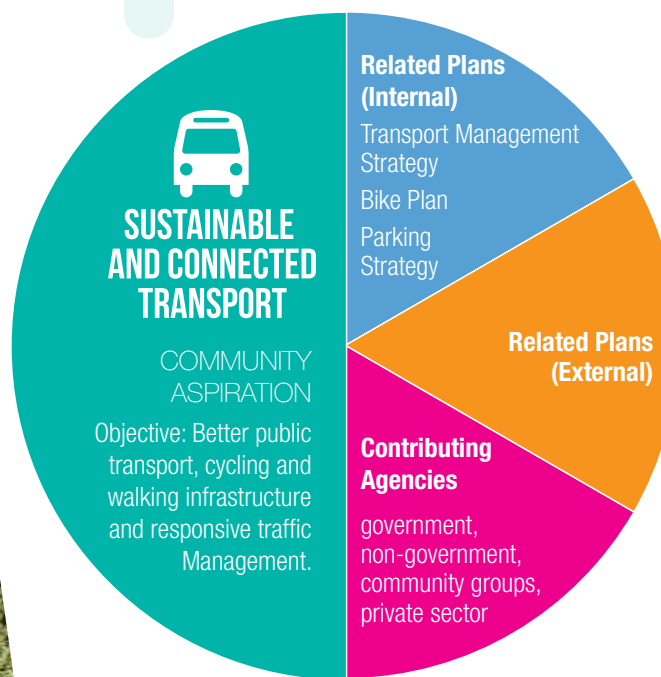 SUSTAINABLE
AND CONNECTED
TRANSPORT
COMMUNITY
ASPIRATION
Objective: Better public
transport, cycling and
walking infrastructure
and responsive traffic
Management.
Related Plans
(Internal)
Transport Management
Strategy
Bike Plan
Parking
Strategy
Related Plans
(External)
Contributing
Agencies
government,
non-government,
community groups,
private sector